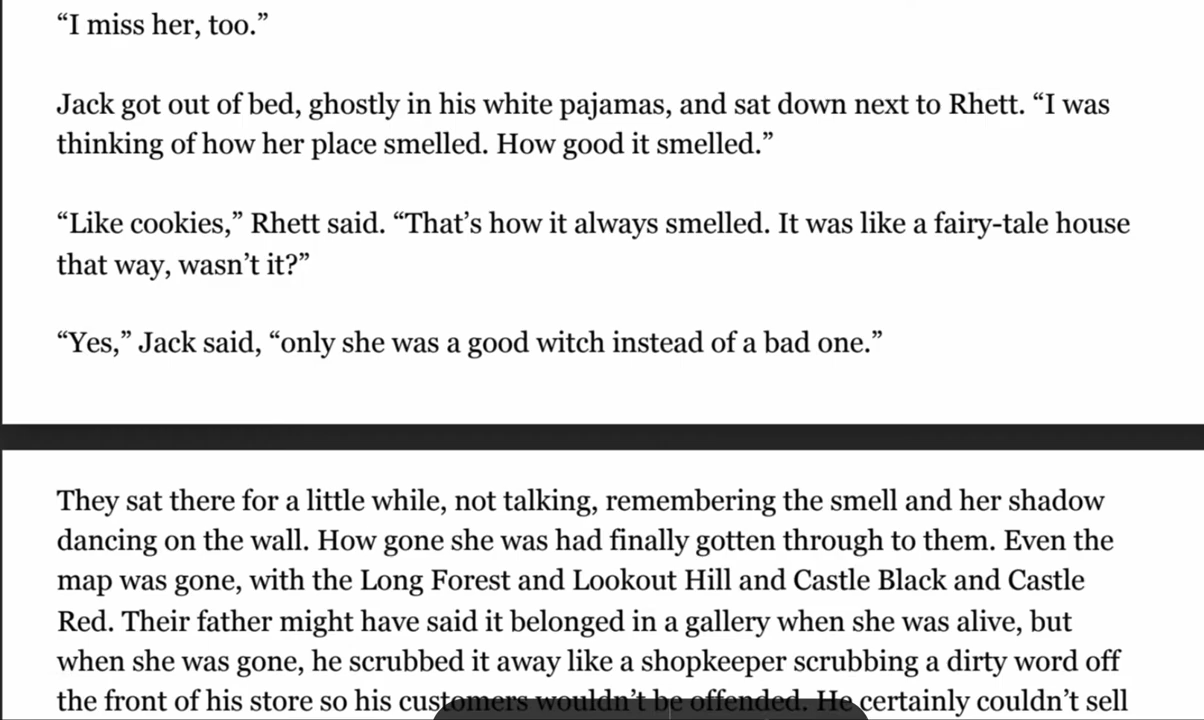 “I miss her, too.”
Jack got out of bed, ghostly in his white pajamas, and sat down next to Rhett. “I was
thinking of how her place smelled. How good it smelled.”
“Like cookies,” Rhett said. “That’s how it always smelled. It was like a fairy-tale house
that way, wasn’t it?”
“Yes,” Jack said, “only she was a good witch instead of a bad one.”
They sat there for a little while, not talking, remembering the smell and her shadow
dancing on the wall. How gone she was had finally gotten through to them. Even the
map was gone, with the Long Forest and Lookout Hill and Castle Black and Castle
Red. Their father might have said it belonged in a gallery when she was alive, but
when she was gone, he scrubbed it away like a shopkeeper scrubbing a dirty word off
the front of his store so his customers wouldn’t be offended. He certainly couldn’t sell